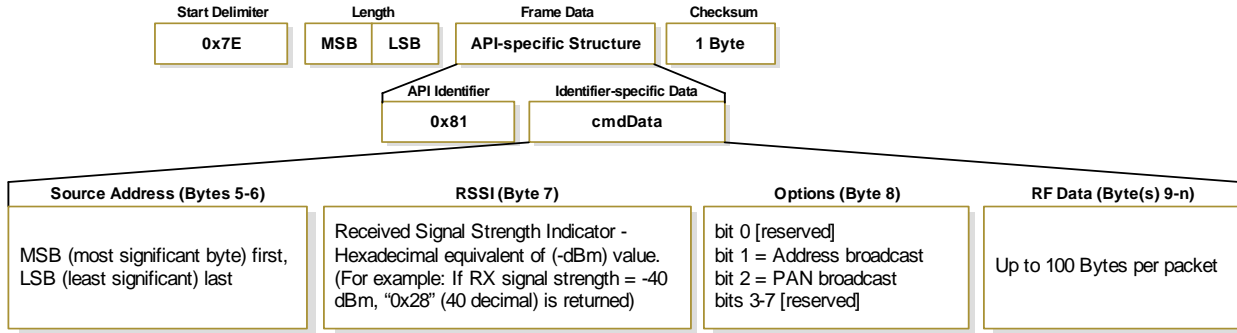 Start Delimiter
Length
Frame Data
Checksum
0x7E
MSB
LSB
API-specific Structure
1 Byte
API Identifier
Identifier-specific Data
0x81
cmdData
Source Address (Bytes 5-6)
MSB (most significant byte) first,
LSB (least significant) last
RSSI (Byte 7)
Received Signal Strength Indicator -
Hexadecimal equivalent of (-dBm) value.
(For example: If RX signal strength = -40
dBm, “0x28” (40 decimal) is returned)
Options (Byte 8)
bit 0 [reserved]
bit 1 = Address broadcast
bit 2 = PAN broadcast
bits 3-7 [reserved]
RF Data (Byte(s) 9-n)
Up to 100 Bytes per packet